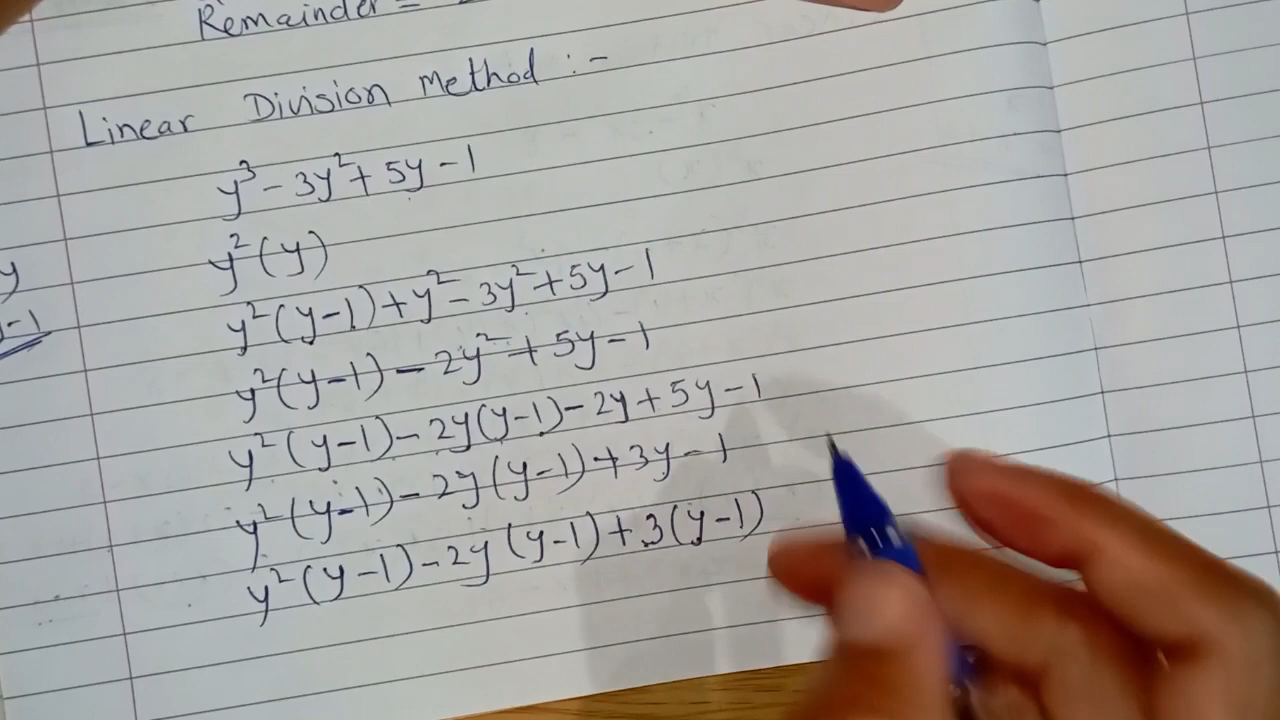 Remainder =
Linear Division Method :-
y³ - 3y² + 5y - 1
y²(y)
y²(y-1) + y² - 3y² + 5y - 1
y
y²(y-1) - 2y² + 5y - 1
-1
y²(y-1) - 2y(y-1) - 2y + 5y - 1
y²(y-1) - 2y(y-1) + 3y - 1
y²(y-1) - 2y(y-1) + 3(y-1)